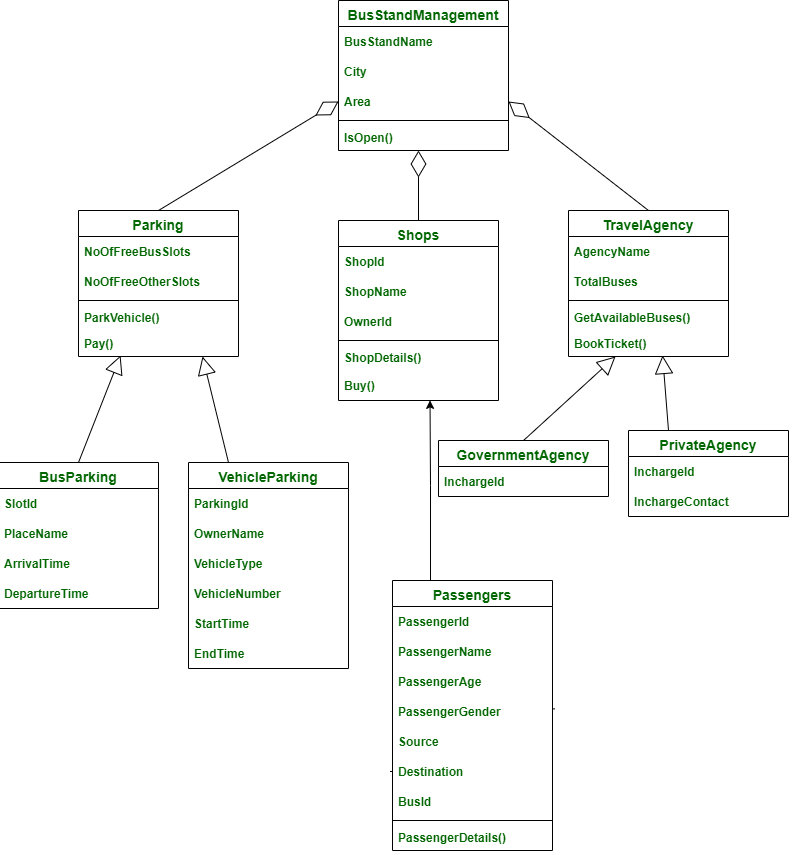 BusStandManagement
BusStandName
City
Area
IsOpen()
Parking
NoOfFreeBusSlots
NoOfFreeOtherSlots
ParkVehicle()
Pay()
Shops
ShopId
ShopName
OwnerId
ShopDetails()
Buy()
TravelAgency
AgencyName
TotalBuses
GetAvailableBuses()
BookTicket()
BusParking
SlotId
PlaceName
ArrivalTime
DepartureTime
VehicleParking
ParkingId
OwnerName
VehicleType
VehicleNumber
StartTime
EndTime
GovernmentAgency
InchargeId
PrivateAgency
InchargeId
InchargeContact
Passengers
PassengerId
PassengerName
PassengerAge
PassengerGender
Source
Destination
BusId
PassengerDetails()